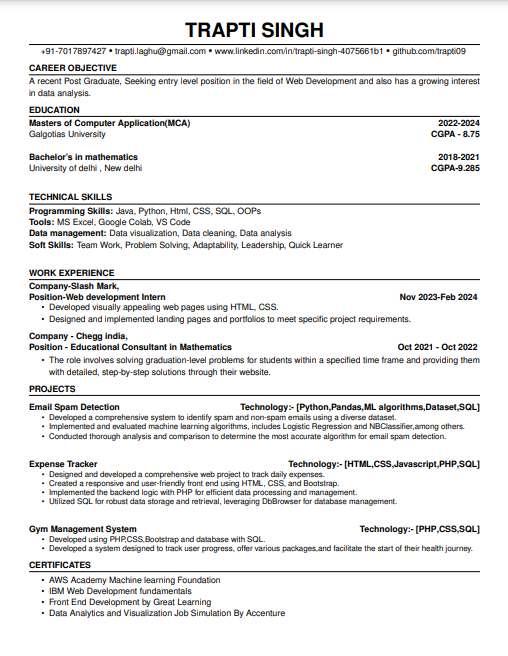 TRAPTI SINGH
+91-7017897427 • trapti.laghu@gmail.com • www.linkedin.com/in/trapti-singh-4075661b1 • github.com/trapti09
CAREER OBJECTIVE
A recent Post Graduate, Seeking entry level position in the field of Web Development and also has a growing interest
in data analysis.
EDUCATION
Masters of Computer Application(MCA) 2022-2024
Galgotias University CGPA - 8.75
Bachelor's in mathematics 2018-2021
University of delhi , New delhi CGPA-9.285
TECHNICAL SKILLS
Programming Skills: Java, Python, Html, CSS, SQL, OOPs
Tools: MS Excel, Google Colab, VS Code
Data management: Data visualization, Data cleaning, Data analysis
Soft Skills: Team Work, Problem Solving, Adaptability, Leadership, Quick Learner
WORK EXPERIENCE
Company-Slash Mark,
Position-Web development Intern Nov 2023-Feb 2024
• Developed visually appealing web pages using HTML, CSS.
• Designed and implemented landing pages and portfolios to meet specific project requirements.
Company - Chegg india,
Position - Educational Consultant in Mathematics Oct 2021 - Oct 2022
• The role involves solving graduation-level problems for students within a specified time frame and providing them
with detailed, step-by-step solutions through their website.
PROJECTS
Email Spam Detection Technology:- [Python,Pandas,ML algorithms,Dataset,SQL]
• Developed a comprehensive system to identify spam and non-spam emails using a diverse dataset.
• Implemented and evaluated machine learning algorithms, includes Logistic Regression and NBClassifier,among others.
• Conducted thorough analysis and comparison to determine the most accurate algorithm for email spam detection.
Expense Tracker Technology:- [HTML,CSS,Javascript,PHP,SQL]
• Designed and developed a comprehensive web project to track daily expenses.
• Created a responsive and user-friendly front end using HTML, CSS, and Bootstrap.
• Implemented the backend logic with PHP for efficient data processing and management.
• Utilized SQL for robust data storage and retrieval, leveraging DbBrowser for database management.
Gym Management System Technology:- [PHP,CSS,SQL]
• Developed using PHP,CSS,Bootstrap and database with SQL.
• Developed a system designed to track user progress, offer various packages,and facilitate the start of their health journey.
CERTIFICATES
• AWS Academy Machine learning Foundation
• IBM Web Development fundamentals
• Front End Development by Great Learning
• Data Analytics and Visualization Job Simulation By Accenture